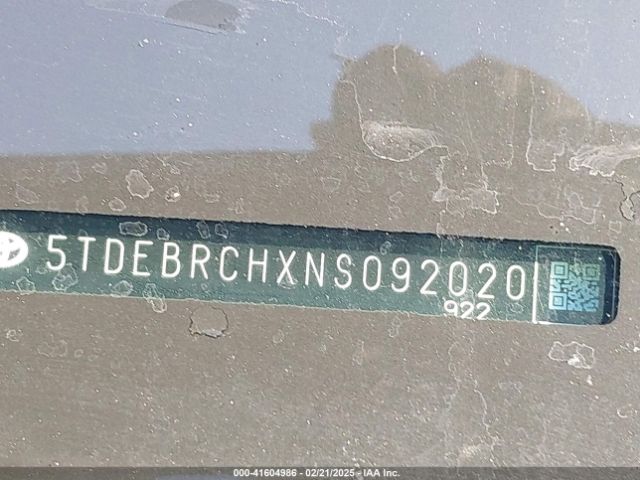 5TDEBRCHXNS092020
922
000-41604986 - 02/21/2025 - IAA Inc.